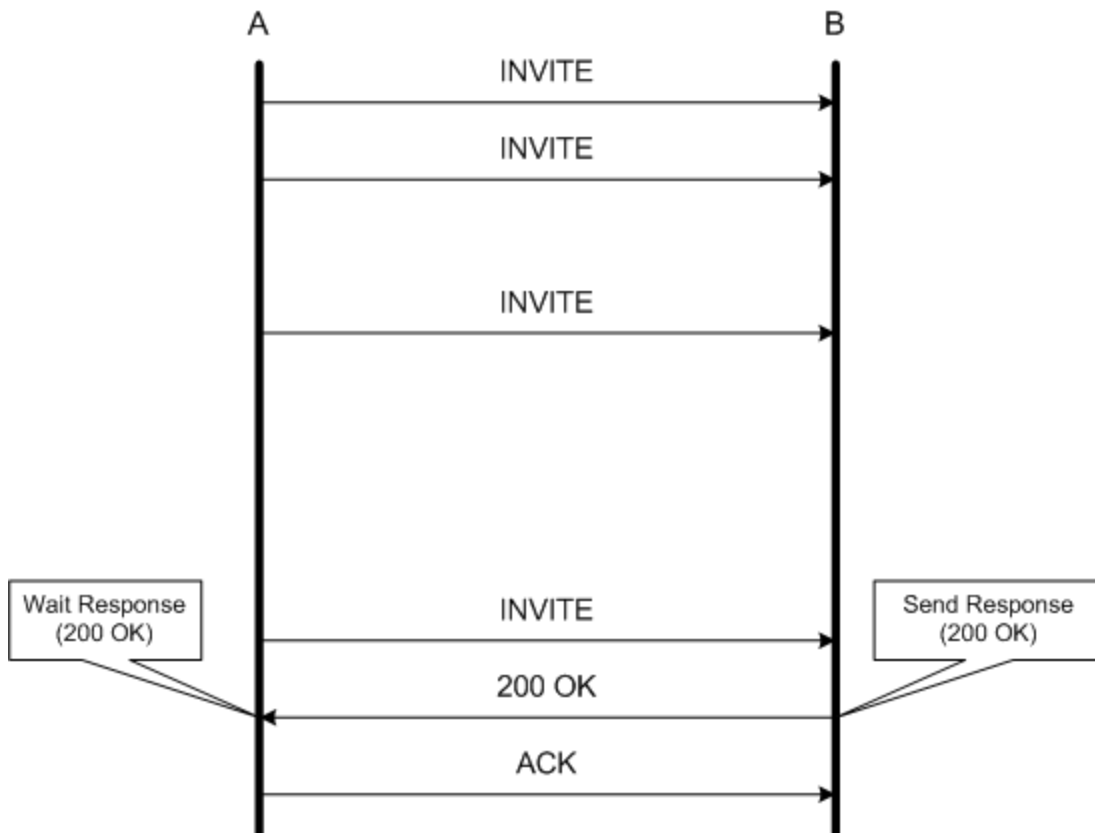 A
B
INVITE
INVITE
INVITE
INVITE
Wait Response
(200 OK)
Send Response
(200 OK)
200 OK
ACK